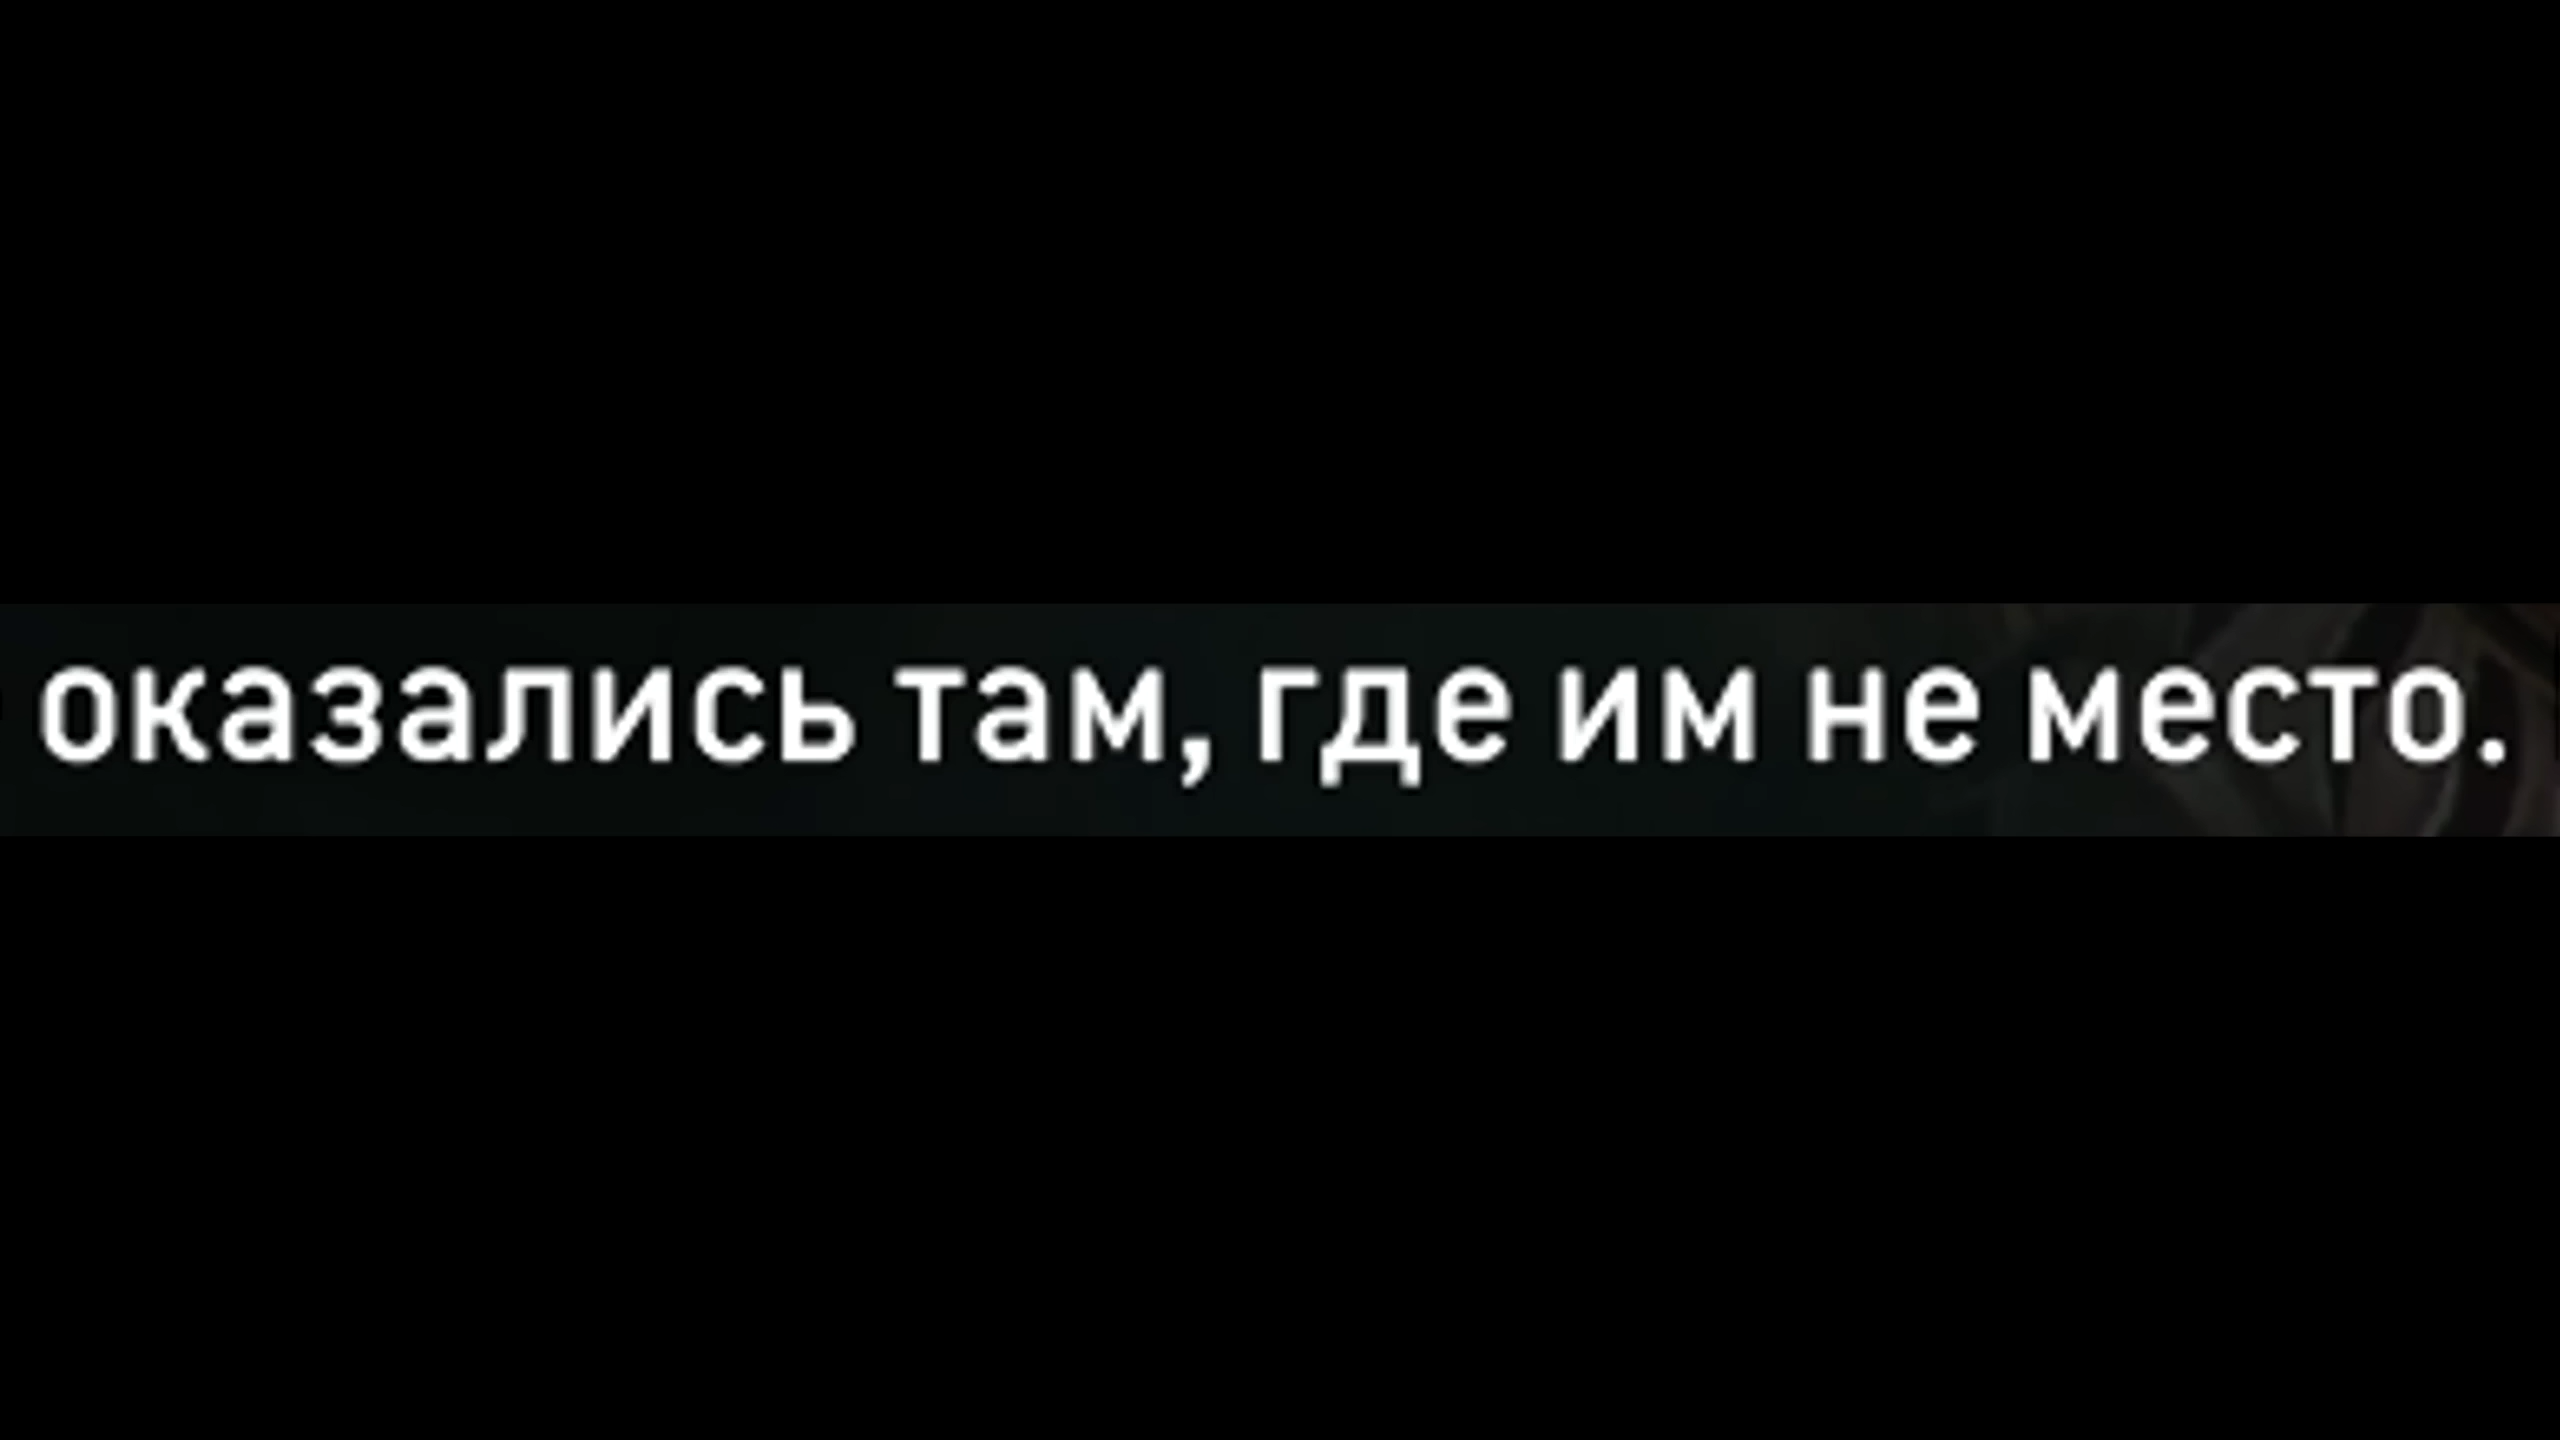 оказались там, где им не место.